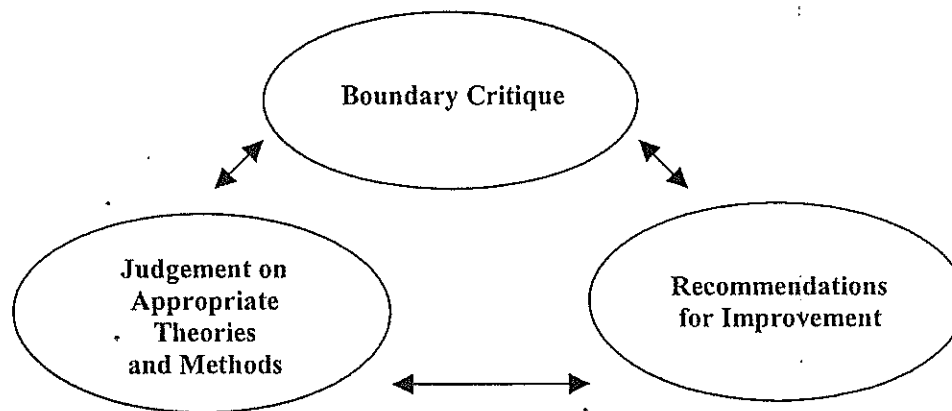 Boundary Critique
Judgement on
Appropriate
Theories
and Methods
Recommendations
for Improvement